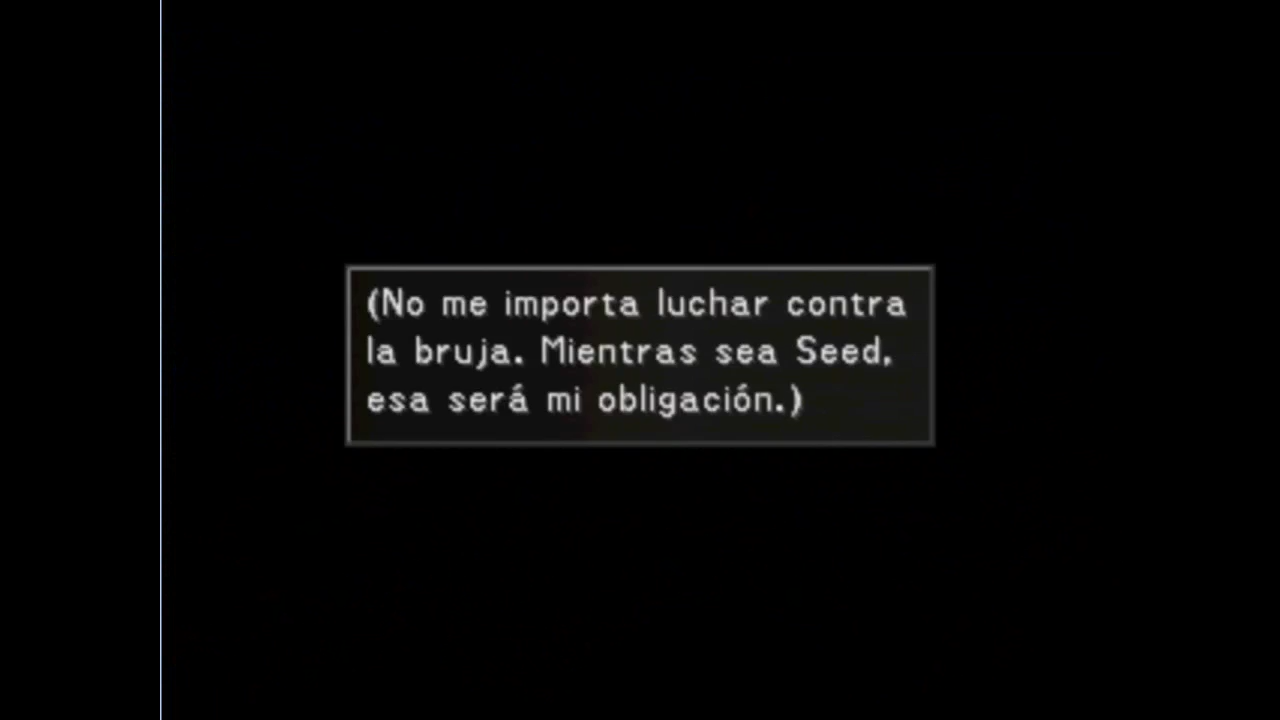 (No me importa luchar contra
la bruja. Mientras sea Seed,
esa será mi obligación.)